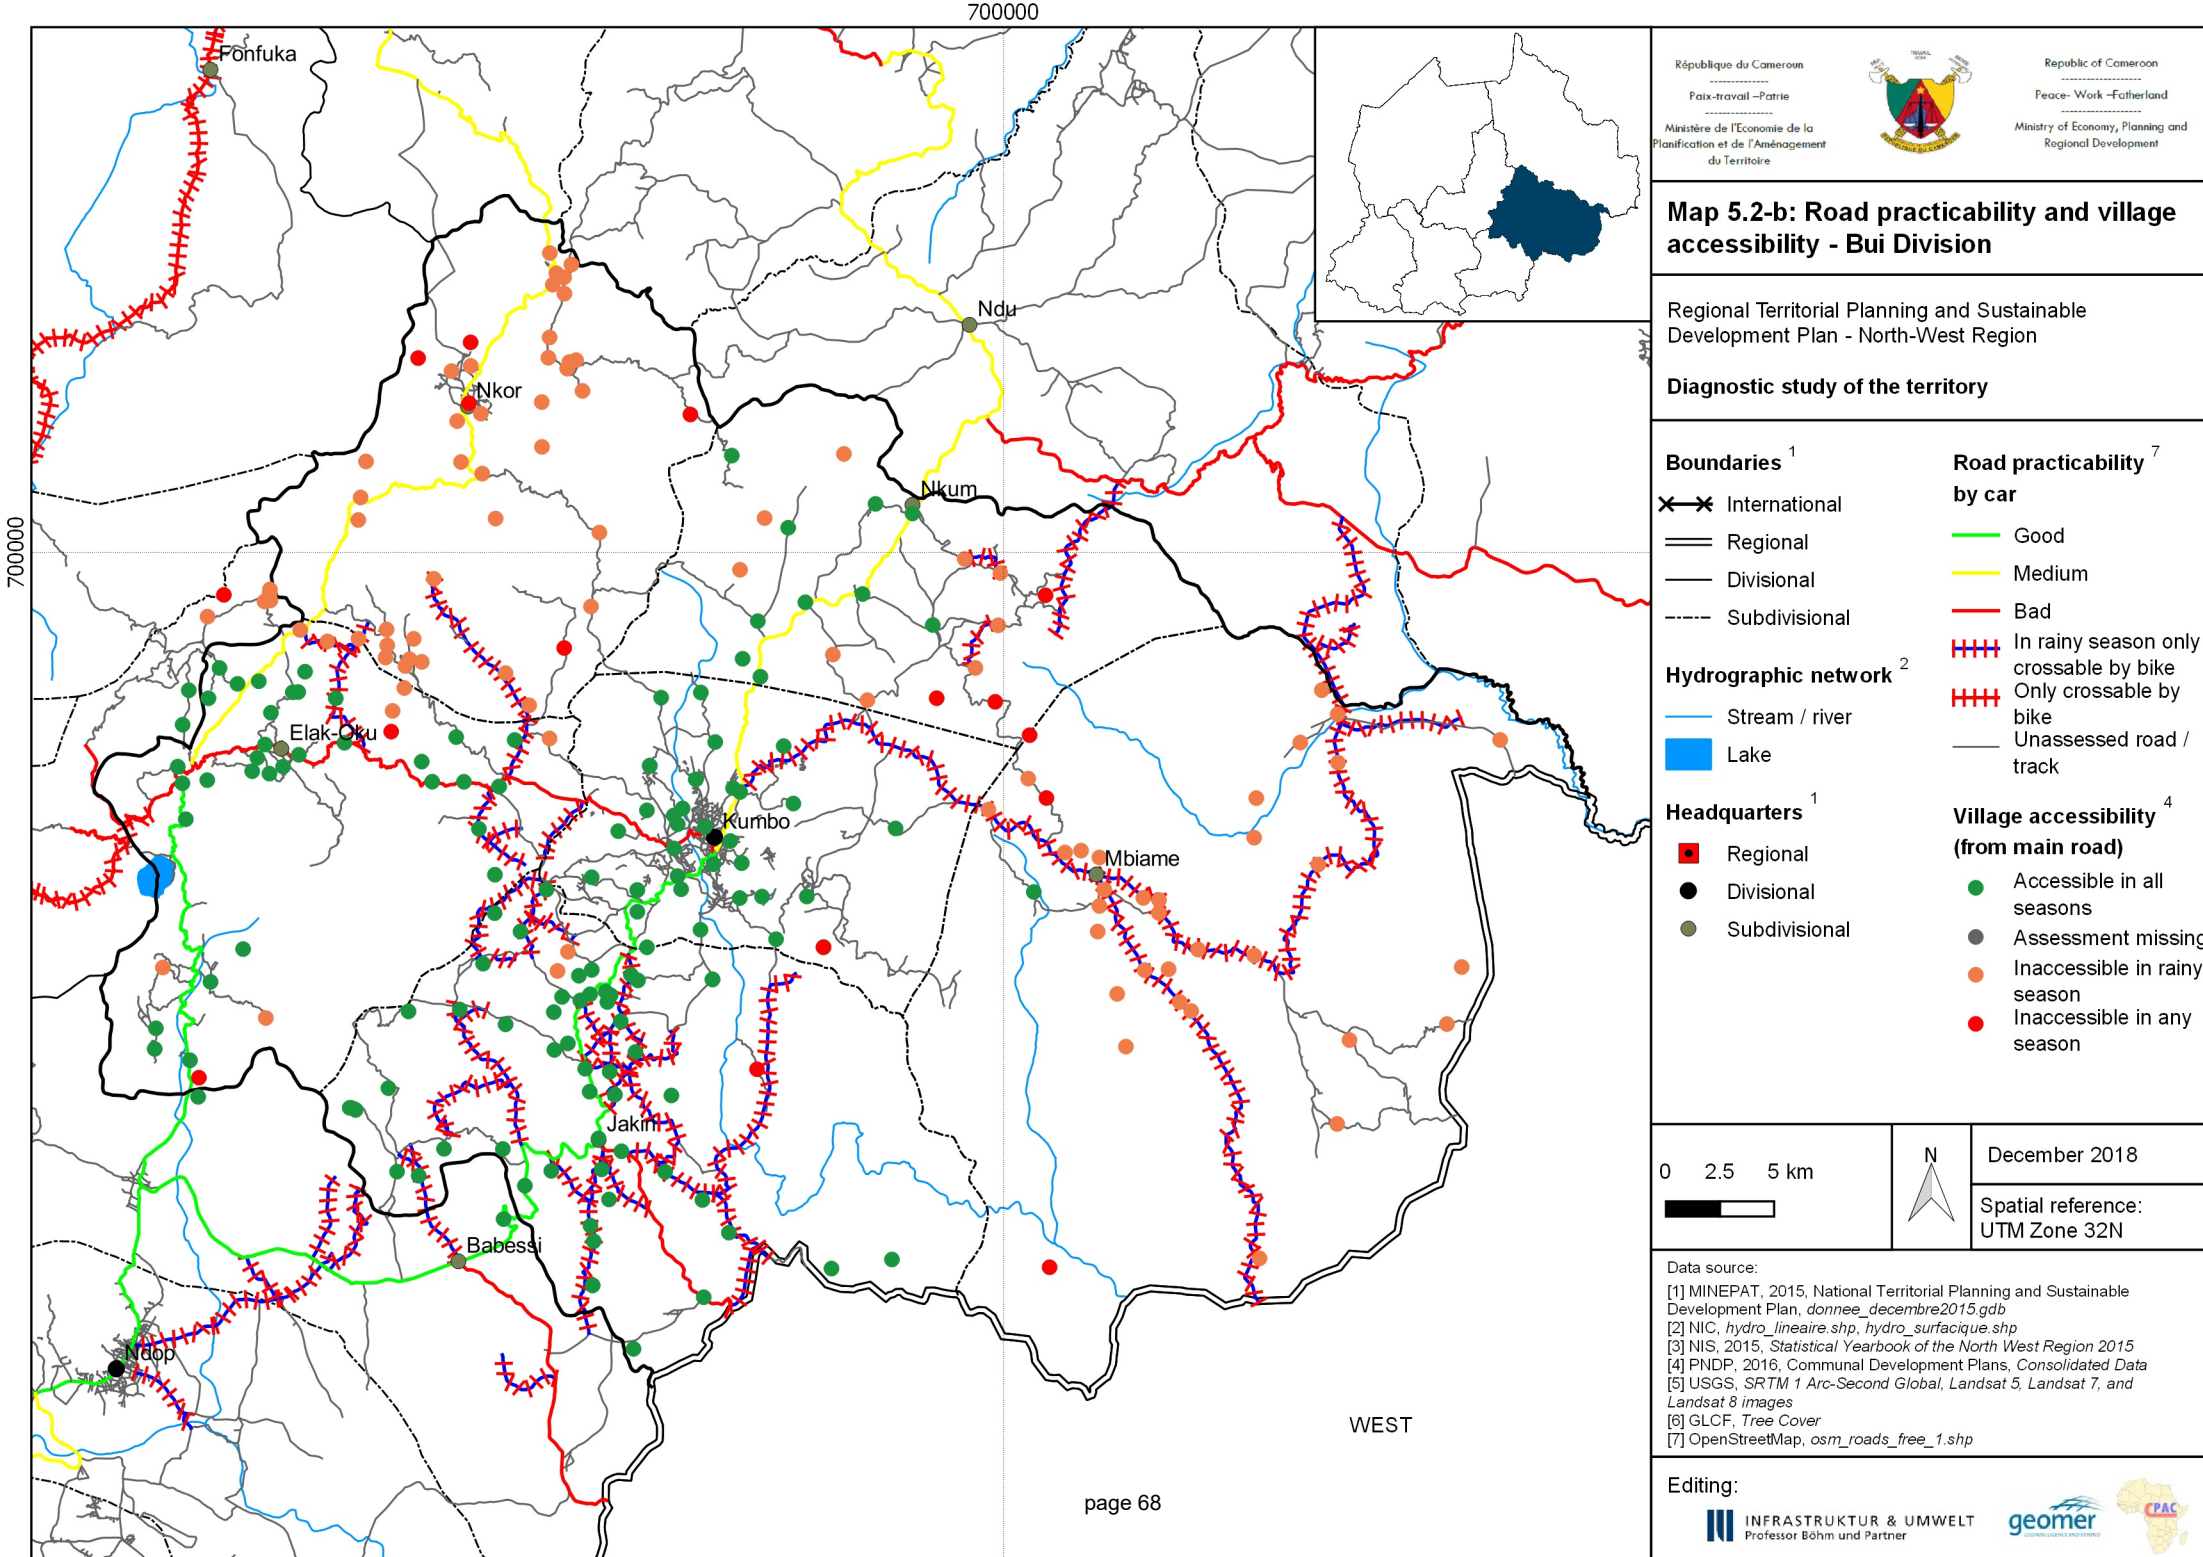 700000
700000
Fonfuka
Ndu
Nkor
Nkum
Elak-Oku
Kumbo
Mbiame
Jakiri
Babessi
Ndop
WEST
page 68
République du Cameroun
Paix-travail –Patrie
Ministère de l'Economie de la
Planification et de l'Aménagement
du Territoire
Republic of Cameroon
Peace- Work –Fatherland
Ministry of Economy, Planning and
Regional Development
Map 5.2-b: Road practicability and village
accessibility - Bui Division
Regional Territorial Planning and Sustainable
Development Plan - North-West Region
Diagnostic study of the territory
Boundaries 1
International
Regional
Divisional
Subdivisional
Hydrographic network 2
Stream / river
Lake
Headquarters 1
Regional
Divisional
Subdivisional
Road practicability 7
by car
Good
Medium
Bad
In rainy season only
crossable by bike
Only crossable by
bike
Unassessed road /
track
Village accessibility 4
(from main road)
Accessible in all
seasons
Assessment missing
Inaccessible in rainy
season
Inaccessible in any
season
0 2.5 5 km
N
December 2018
Spatial reference:
UTM Zone 32N
Data source:
[1] MINEPAT, 2015, National Territorial Planning and Sustainable
Development Plan, donnee_decembre2015.gdb
[2] NIC, hydro_lineaire.shp, hydro_surfacique.shp
[3] NIS, 2015, Statistical Yearbook of the North West Region 2015
[4] PNDP, 2016, Communal Development Plans, Consolidated Data
[5] USGS, SRTM 1 Arc-Second Global, Landsat 5, Landsat 7, and
Landsat 8 images
[6] GLCF, Tree Cover
[7] OpenStreetMap, osm_roads_free_1.shp
Editing:
INFRASTRUKTUR & UMWELT
Professor Böhm und Partner
geomer
CPAC